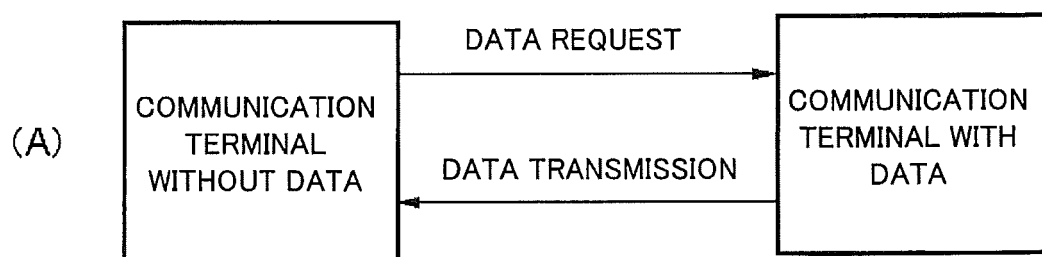 (A)
COMMUNICATION
TERMINAL
WITHOUT DATA
DATA REQUEST
DATA TRANSMISSION
COMMUNICATION
TERMINAL WITH
DATA